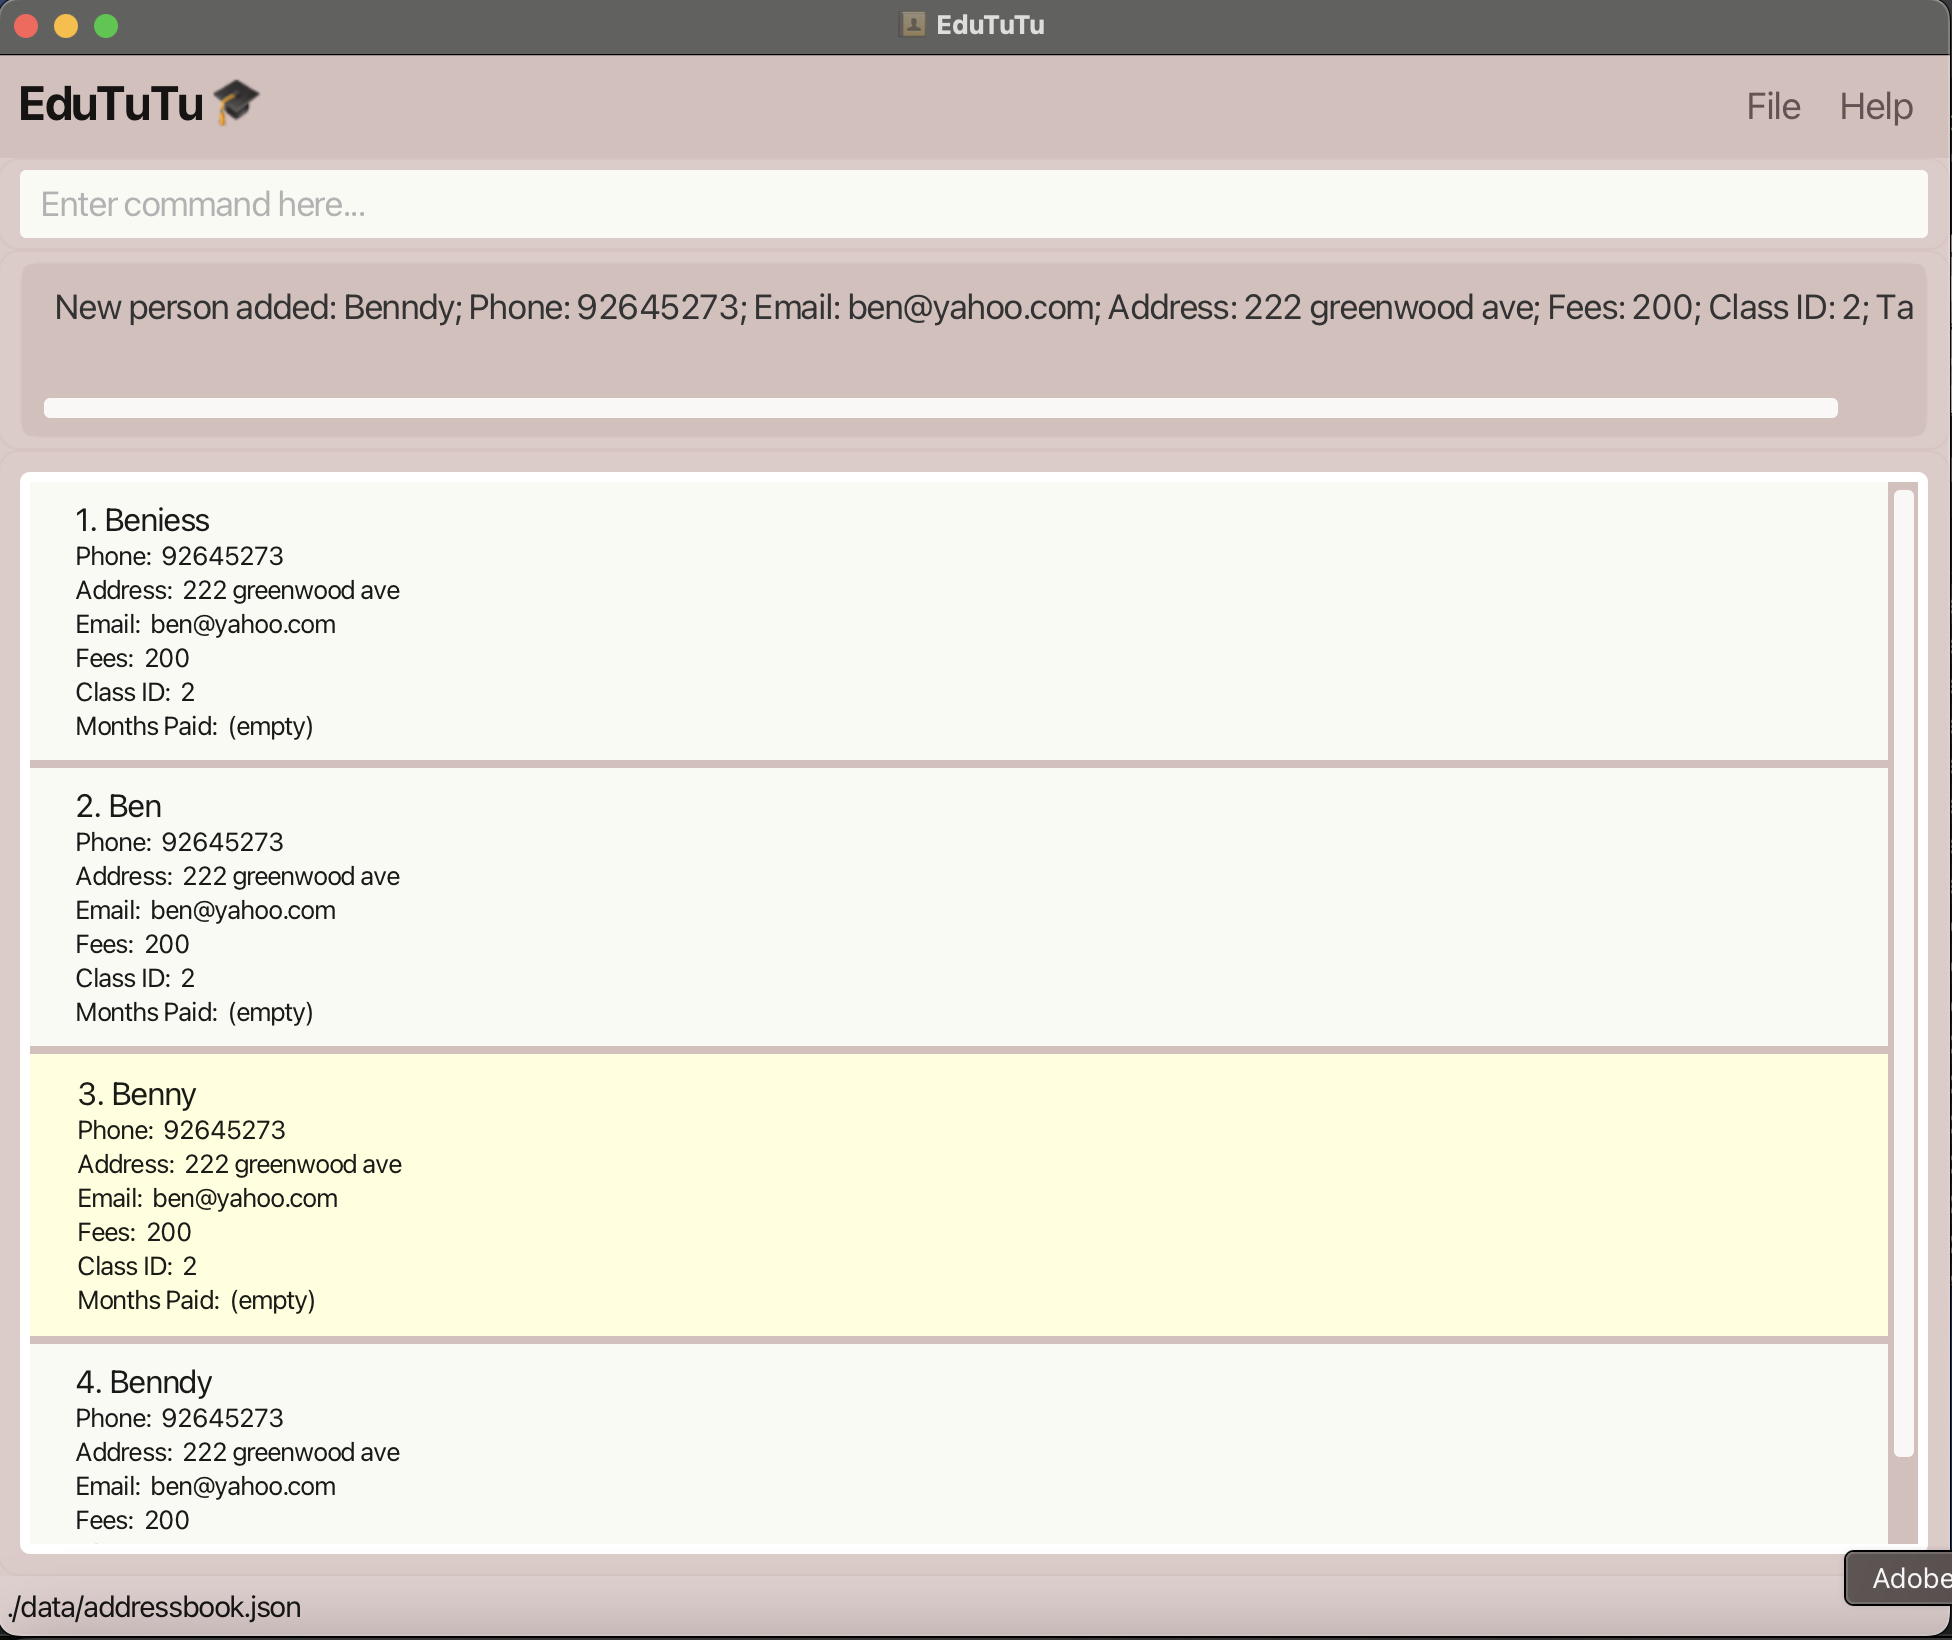 EduTuTu
EduTuTu
File Help
Enter command here...
New person added: Benndy; Phone: 92645273; Email: ben@yahoo.com; Address: 222 greenwood ave; Fees: 200; Class ID: 2; Ta
1. Beniess
Phone: 92645273
Address: 222 greenwood ave
Email: ben@yahoo.com
Fees: 200
Class ID: 2
Months Paid: (empty)
2. Ben
Phone: 92645273
Address: 222 greenwood ave
Email: ben@yahoo.com
Fees: 200
Class ID: 2
Months Paid: (empty)
3. Benny
Phone: 92645273
Address: 222 greenwood ave
Email: ben@yahoo.com
Fees: 200
Class ID: 2
Months Paid: (empty)
4. Benndy
Phone: 92645273
Address: 222 greenwood ave
Email: ben@yahoo.com
Fees: 200
Adobe
./data/addressbook.json